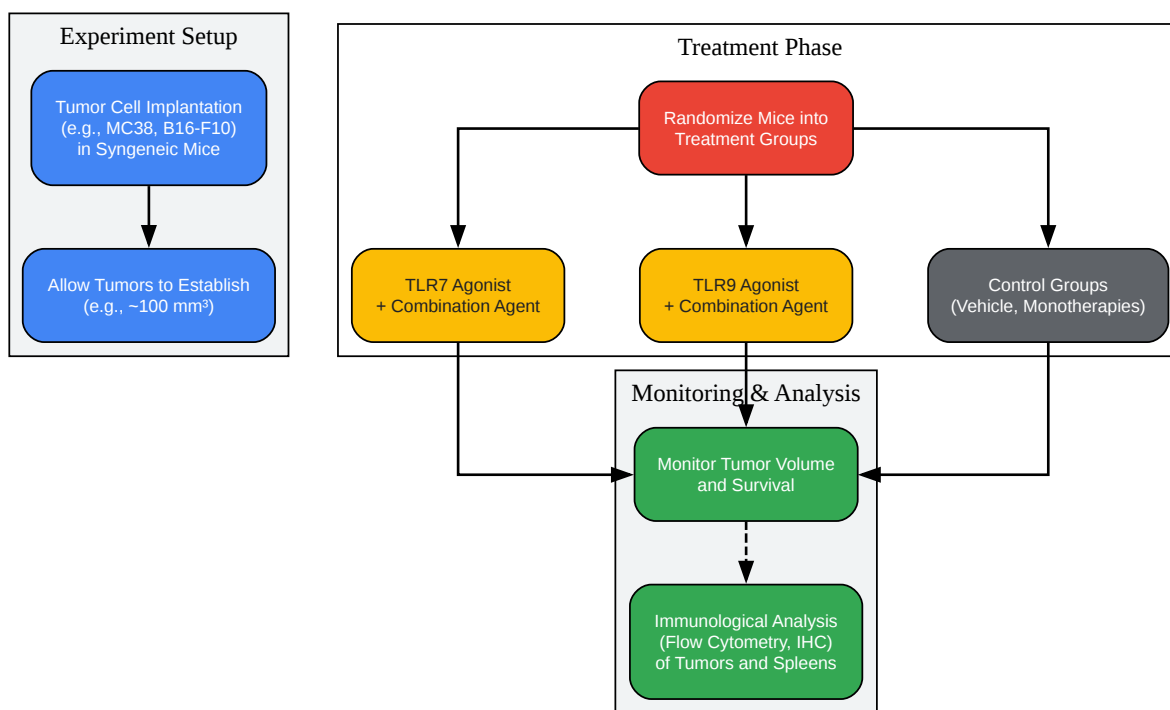 Experiment Setup
Tumor Cell Implantation
(e.g., MC38, B16-F10)
in Syngeneic Mice
Allow Tumors to Establish
(e.g., ~100 mm³)
Treatment Phase
Randomize Mice into
Treatment Groups
TLR7 Agonist
+ Combination Agent
TLR9 Agonist
+ Combination Agent
Control Groups
(Vehicle, Monotherapies)
Monitoring & Analysis
Monitor Tumor Volume
and Survival
Immunological Analysis
(Flow Cytometry, IHC)
of Tumors and Spleens